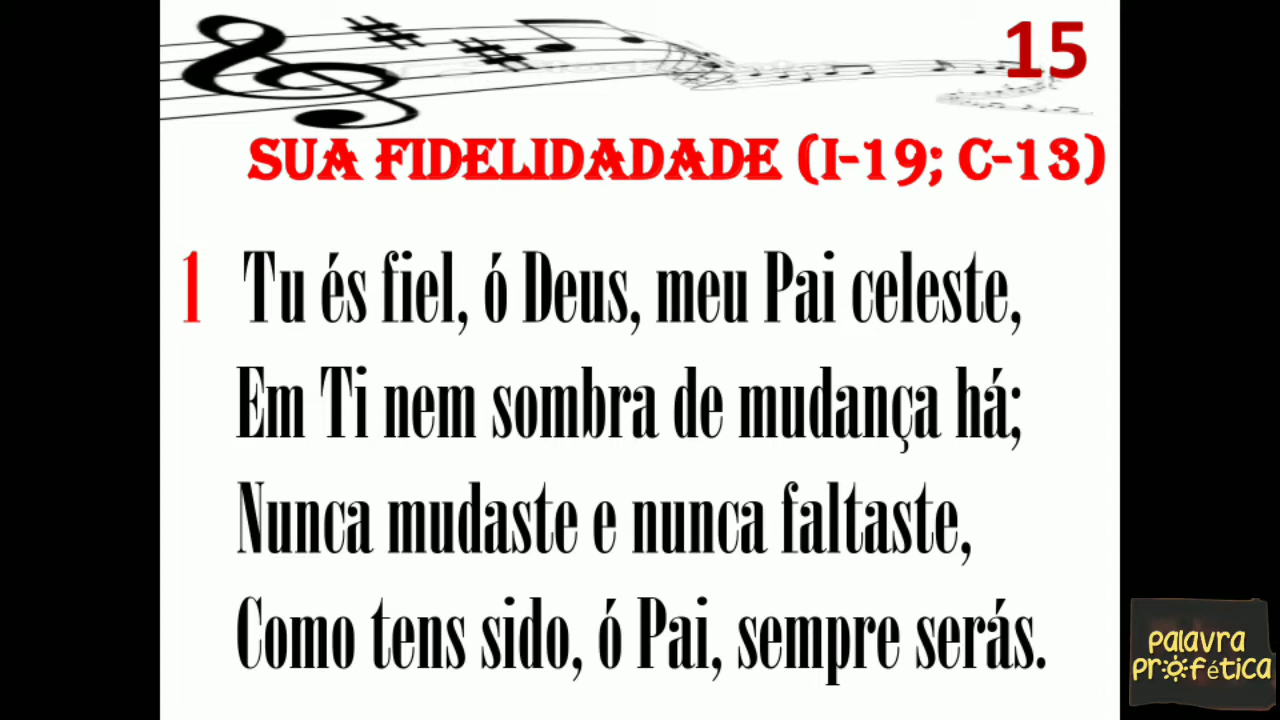 15
SUA FIDELIDADADE (I-19; C-13)
1 Tu és fiel, ó Deus, meu Pai celeste,
Em Ti nem sombra de mudança há;
Nunca mudaste e nunca faltaste,
Como tens sido, ó Pai, sempre serás.
palavra
profética